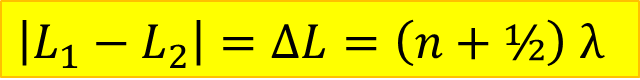 |L₁ − L₂| = ΔL = (n + ½) λ